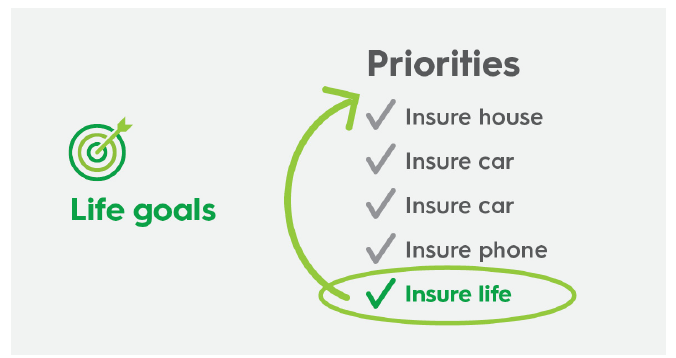 Priorities
Insure house
Insure car
Insure car
Insure phone
Insure life
Life goals